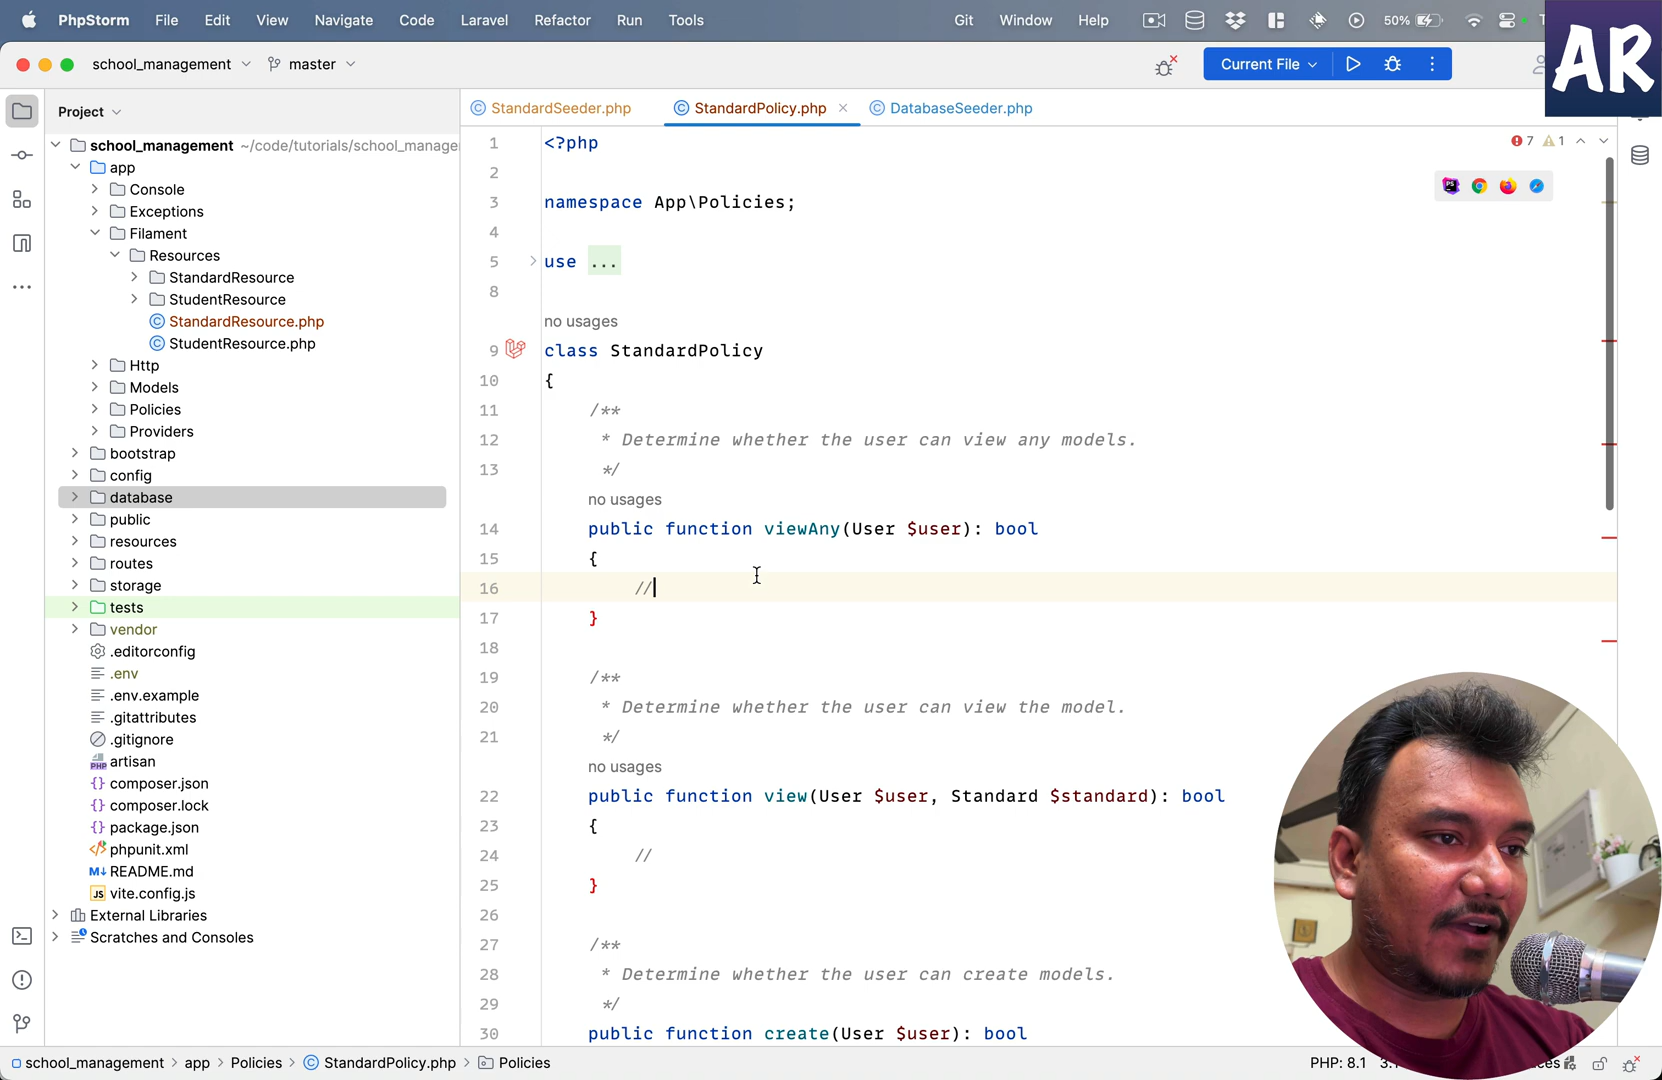 PhpStorm File Edit View Navigate Code Laravel Refactor Run Tools Git Window Help 50%
AR
school_management master Current File
Project
StandardSeeder.php StandardPolicy.php DatabaseSeeder.php
school_management ~/code/tutorials/school_manage
app
Console
Exceptions
Filament
Resources
StandardResource
StudentResource
StandardResource.php
StudentResource.php
Http
Models
Policies
Providers
bootstrap
config
database
public
resources
routes
storage
tests
vendor
.editorconfig
.env
.env.example
.gitattributes
.gitignore
artisan
composer.json
composer.lock
package.json
phpunit.xml
README.md
vite.config.js
External Libraries
Scratches and Consoles
7 1
1 <?php
2
3 namespace App\Policies;
4
5 use ...
8
no usages
9 class StandardPolicy
10 {
11 /**
12 * Determine whether the user can view any models.
13 */
no usages
14 public function viewAny(User $user): bool
15 {
16 //
17 }
18
19 /**
20 * Determine whether the user can view the model.
21 */
no usages
22 public function view(User $user, Standard $standard): bool
23 {
24 //
25 }
26
27 /**
28 * Determine whether the user can create models.
29 */
30 public function create(User $user): bool
school_management > app > Policies > StandardPolicy.php > Policies PHP: 8.1